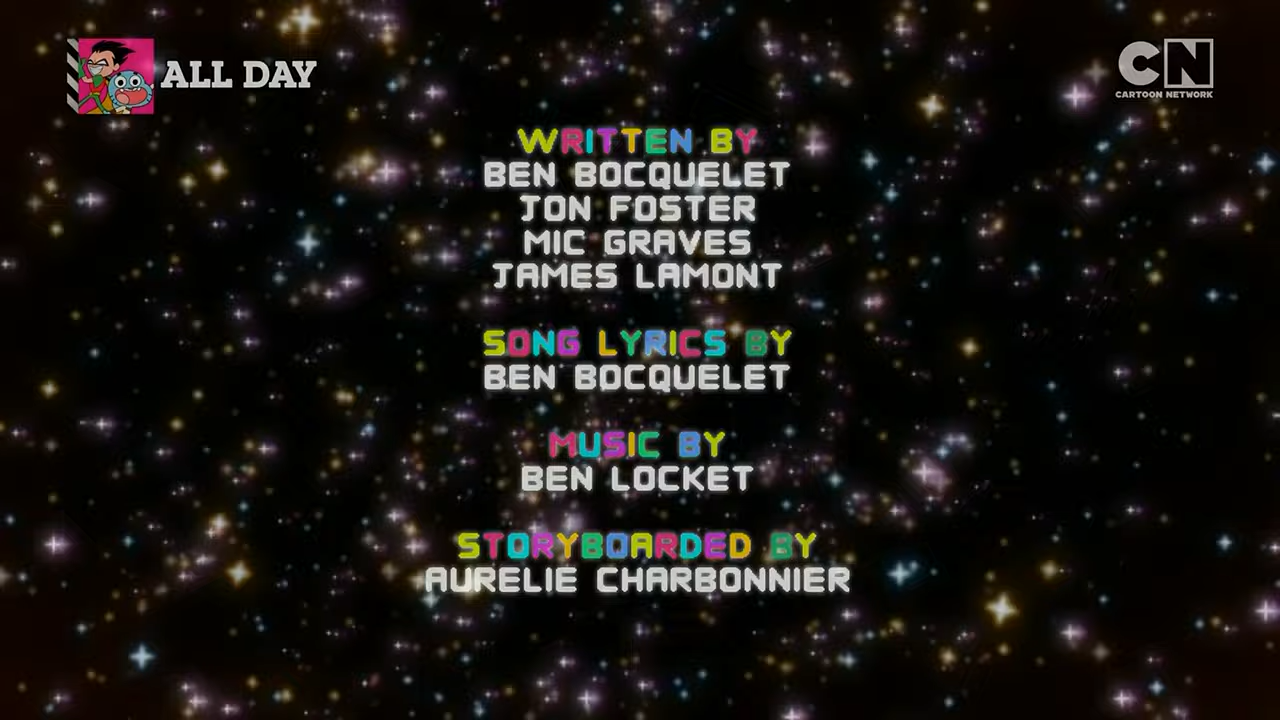 ALL DAY
CN
CARTOON NETWORK
WRITTEN BY
BEN BOCQUELET
JON FOSTER
MIC GRAVES
JAMES LAMONT
SONG LYRICS BY
BEN BOCQUELET
MUSIC BY
BEN LOCKET
STORYBOARDED BY
AURELIE CHARBONNIER